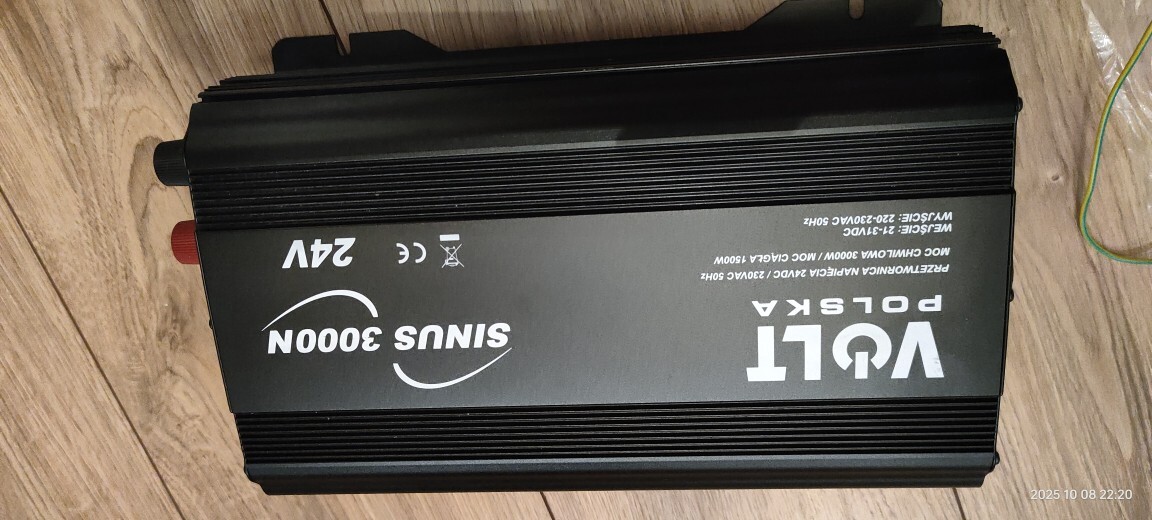 VOLT
POLSKA
PRZETWORNICA NAPIĘCIA 24VDC / 230VAC 50Hz
MOC CHWILOWA 3000W / MOC CIĄGŁA 1500W
WEJŚCIE: 21-31VDC
WYJŚCIE: 220-230VAC 50Hz
SINUS 3000N
CE
24V
2025 10 08 22:20